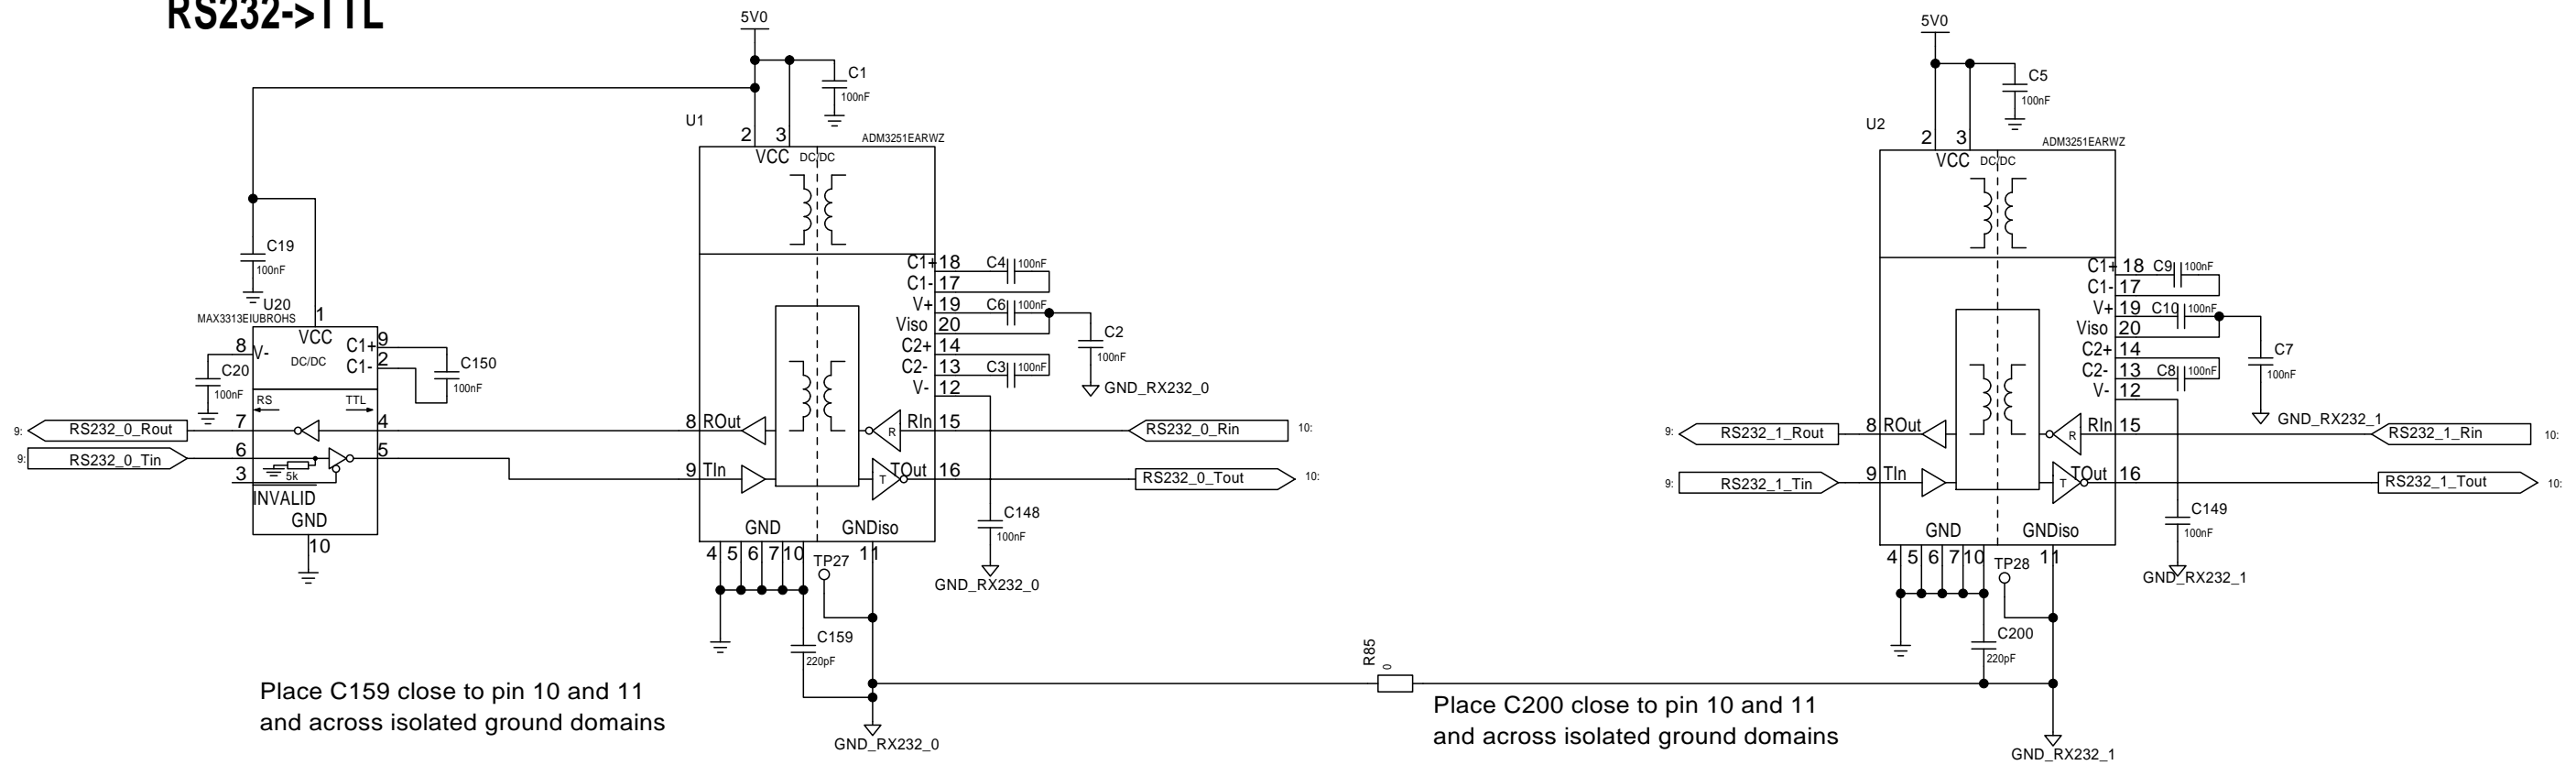 RS232->TTL
5V0
C1
100nF
U1
2
3
ADM3251EARWZ
VCC
DC/DC
C19
100nF
U20
MAX3313EIUBROHS
1
VCC
DC/DC
8
V-
C1+
9
C1-
2
C150
100nF
C20
100nF
RS
TTL
9:
RS232_0_Rout
7
4
9:
RS232_0_Tin
6
5
5k
3
INVALID
GND
10
C1+
18
C4
100nF
C1-
17
V+
19
C6
100nF
Viso
20
C2+
14
C2-
13
C3
100nF
V-
12
C2
100nF
GND_RX232_0
8
ROut
R
RIn
15
RS232_0_Rin
10:
9
TIn
T
TOut
16
RS232_0_Tout
10:
GND
GNDiso
C148
100nF
GND_RX232_0
4
5
6
7
10
TP27
11
C159
220pF
GND_RX232_0
Place C159 close to pin 10 and 11
and across isolated ground domains
R85
0
5V0
C5
100nF
U2
2
3
ADM3251EARWZ
VCC
DC/DC
C1+
18
C9
100nF
C1-
17
V+
19
C10
100nF
Viso
20
C2+
14
C2-
13
C8
100nF
V-
12
C7
100nF
GND_RX232_1
9:
RS232_1_Rout
8
ROut
R
RIn
15
RS232_1_Rin
10:
9:
RS232_1_Tin
9
TIn
T
TOut
16
RS232_1_Tout
10:
GND
GNDiso
C149
100nF
GND_RX232_1
4
5
6
7
10
TP28
11
C200
220pF
GND_RX232_1
Place C200 close to pin 10 and 11
and across isolated ground domains